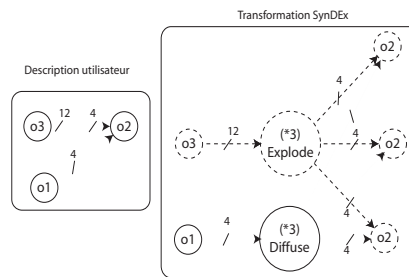 Transformation SynDEx
Description utilisateur
o3
12
4
o2
4
o1
4
o2
o3
12
(*3)
Explode
4
o2
4
o1
4
(*3)
Diffuse
4
o2